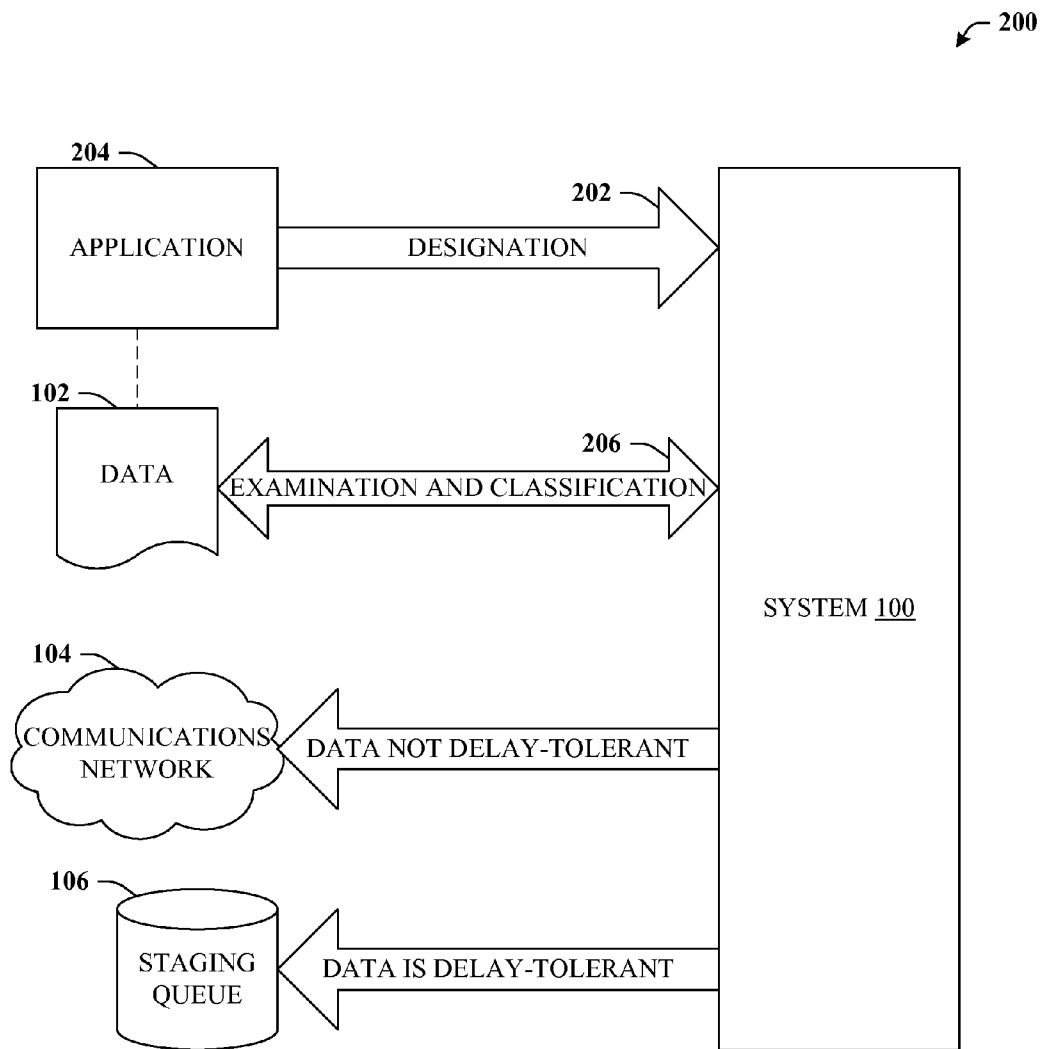 200
204
202
APPLICATION
DESIGNATION
102
206
DATA
EXAMINATION AND CLASSIFICATION
SYSTEM 100
104
COMMUNICATIONS
NETWORK
DATA NOT DELAY-TOLERANT
106
STAGING
QUEUE
DATA IS DELAY-TOLERANT